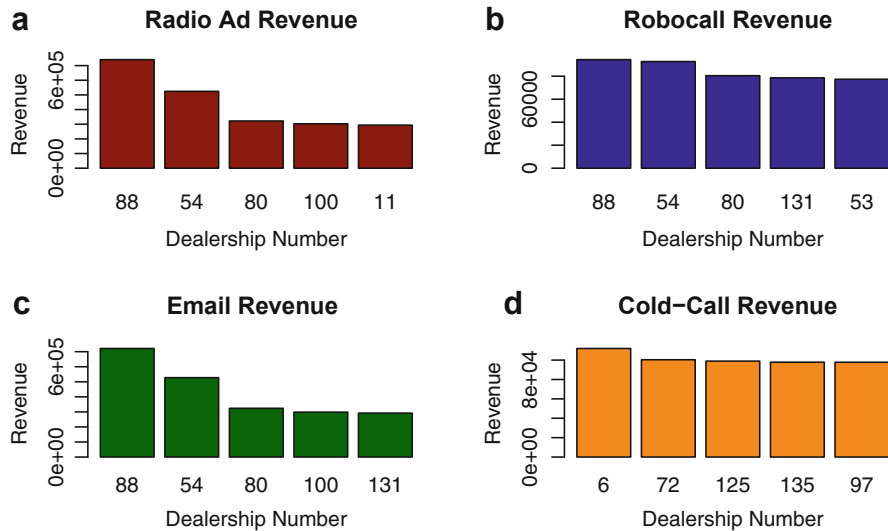 a
Radio Ad Revenue
Revenue
6e+05
0e+00
88 54 80 100 11
Dealership Number
b
Robocall Revenue
Revenue
60000
0
88 54 80 131 53
Dealership Number
c
Email Revenue
Revenue
6e+05
0e+00
88 54 80 100 131
Dealership Number
d
Cold−Call Revenue
Revenue
8e+04
0e+00
6 72 125 135 97
Dealership Number